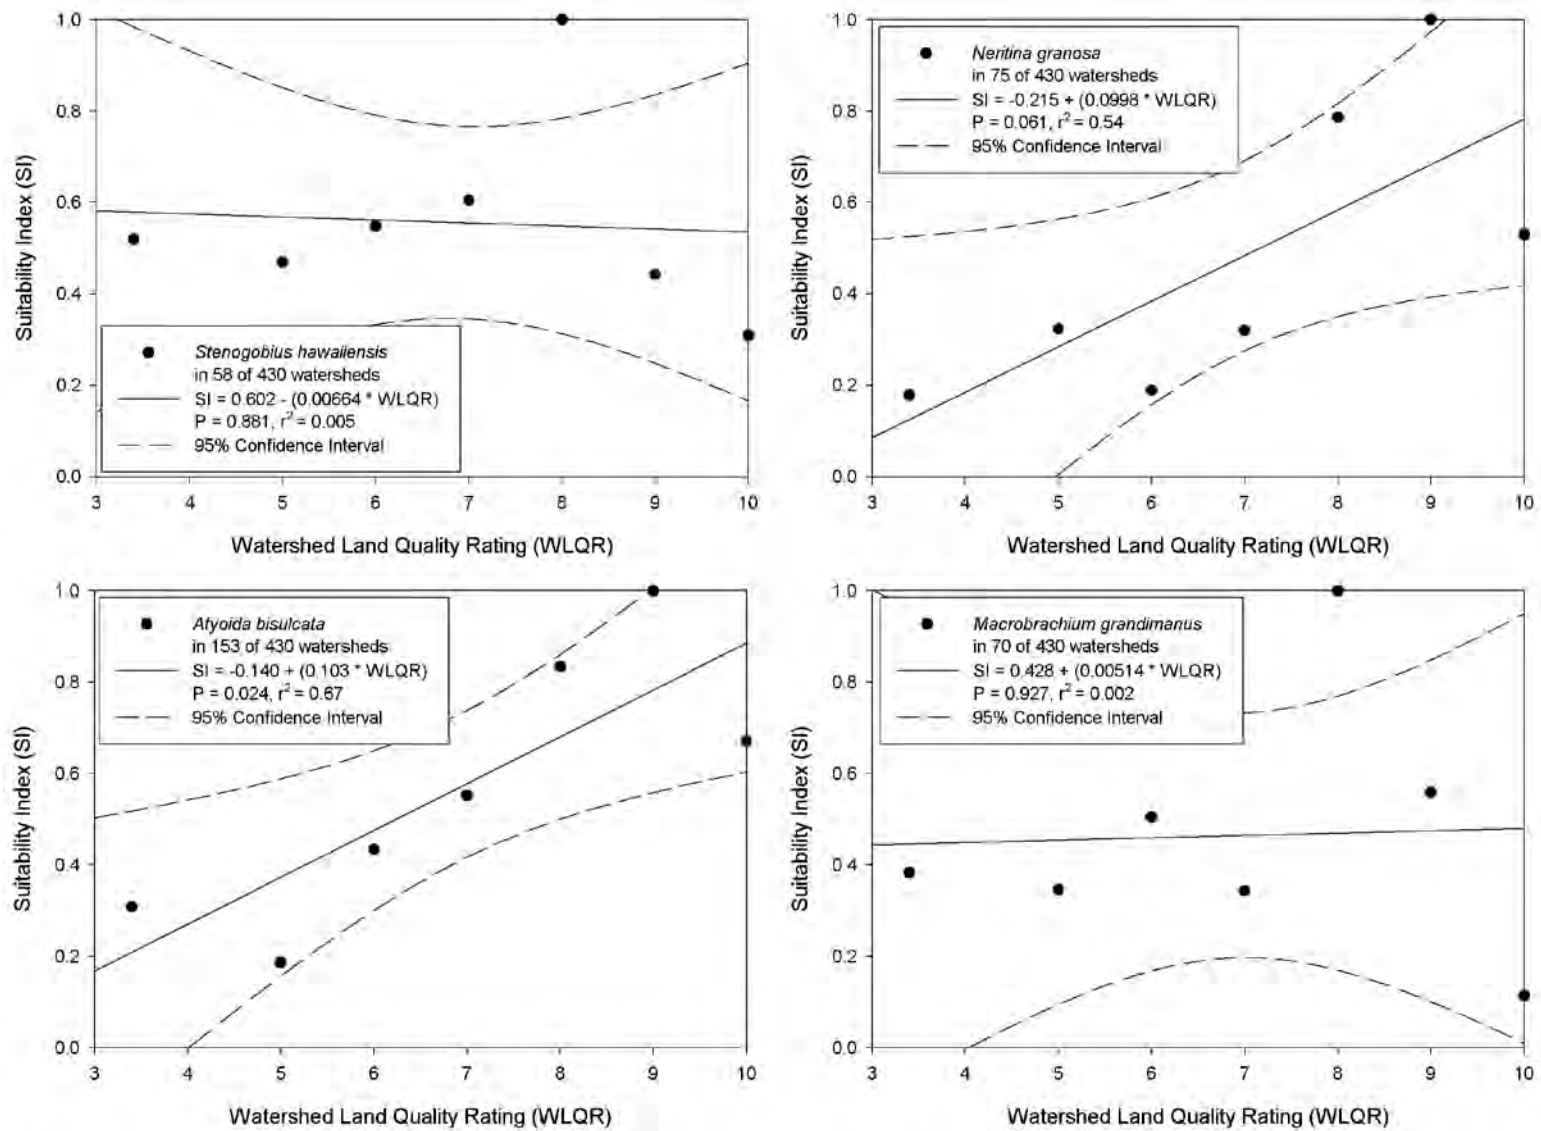 1.0
0.8
0.6
0.4
0.2
0.0
Suitability Index (SI)
Stenogobius hawaiiensis
in 58 of 430 watersheds
SI = 0.602 - (0.00664 * WLQR)
P = 0.881, r² = 0.005
95% Confidence Interval
3 4 5 6 7 8 9 10
Watershed Land Quality Rating (WLQR)
1.0
0.8
0.6
0.4
0.2
0.0
Suitability Index (SI)
Neritina granosa
in 75 of 430 watersheds
SI = -0.215 + (0.0998 * WLQR)
P = 0.061, r² = 0.54
95% Confidence Interval
3 4 5 6 7 8 9 10
Watershed Land Quality Rating (WLQR)
1.0
0.8
0.6
0.4
0.2
0.0
Suitability Index (SI)
Atyoida bisulcata
in 153 of 430 watersheds
SI = -0.140 + (0.103 * WLQR)
P = 0.024, r² = 0.67
95% Confidence Interval
3 4 5 6 7 8 9 10
Watershed Land Quality Rating (WLQR)
1.0
0.8
0.6
0.4
0.2
0.0
Suitability Index (SI)
Macrobrachium grandimanus
in 70 of 430 watersheds
SI = 0.428 + (0.00514 * WLQR)
P = 0.927, r² = 0.002
95% Confidence Interval
3 4 5 6 7 8 9 10
Watershed Land Quality Rating (WLQR)